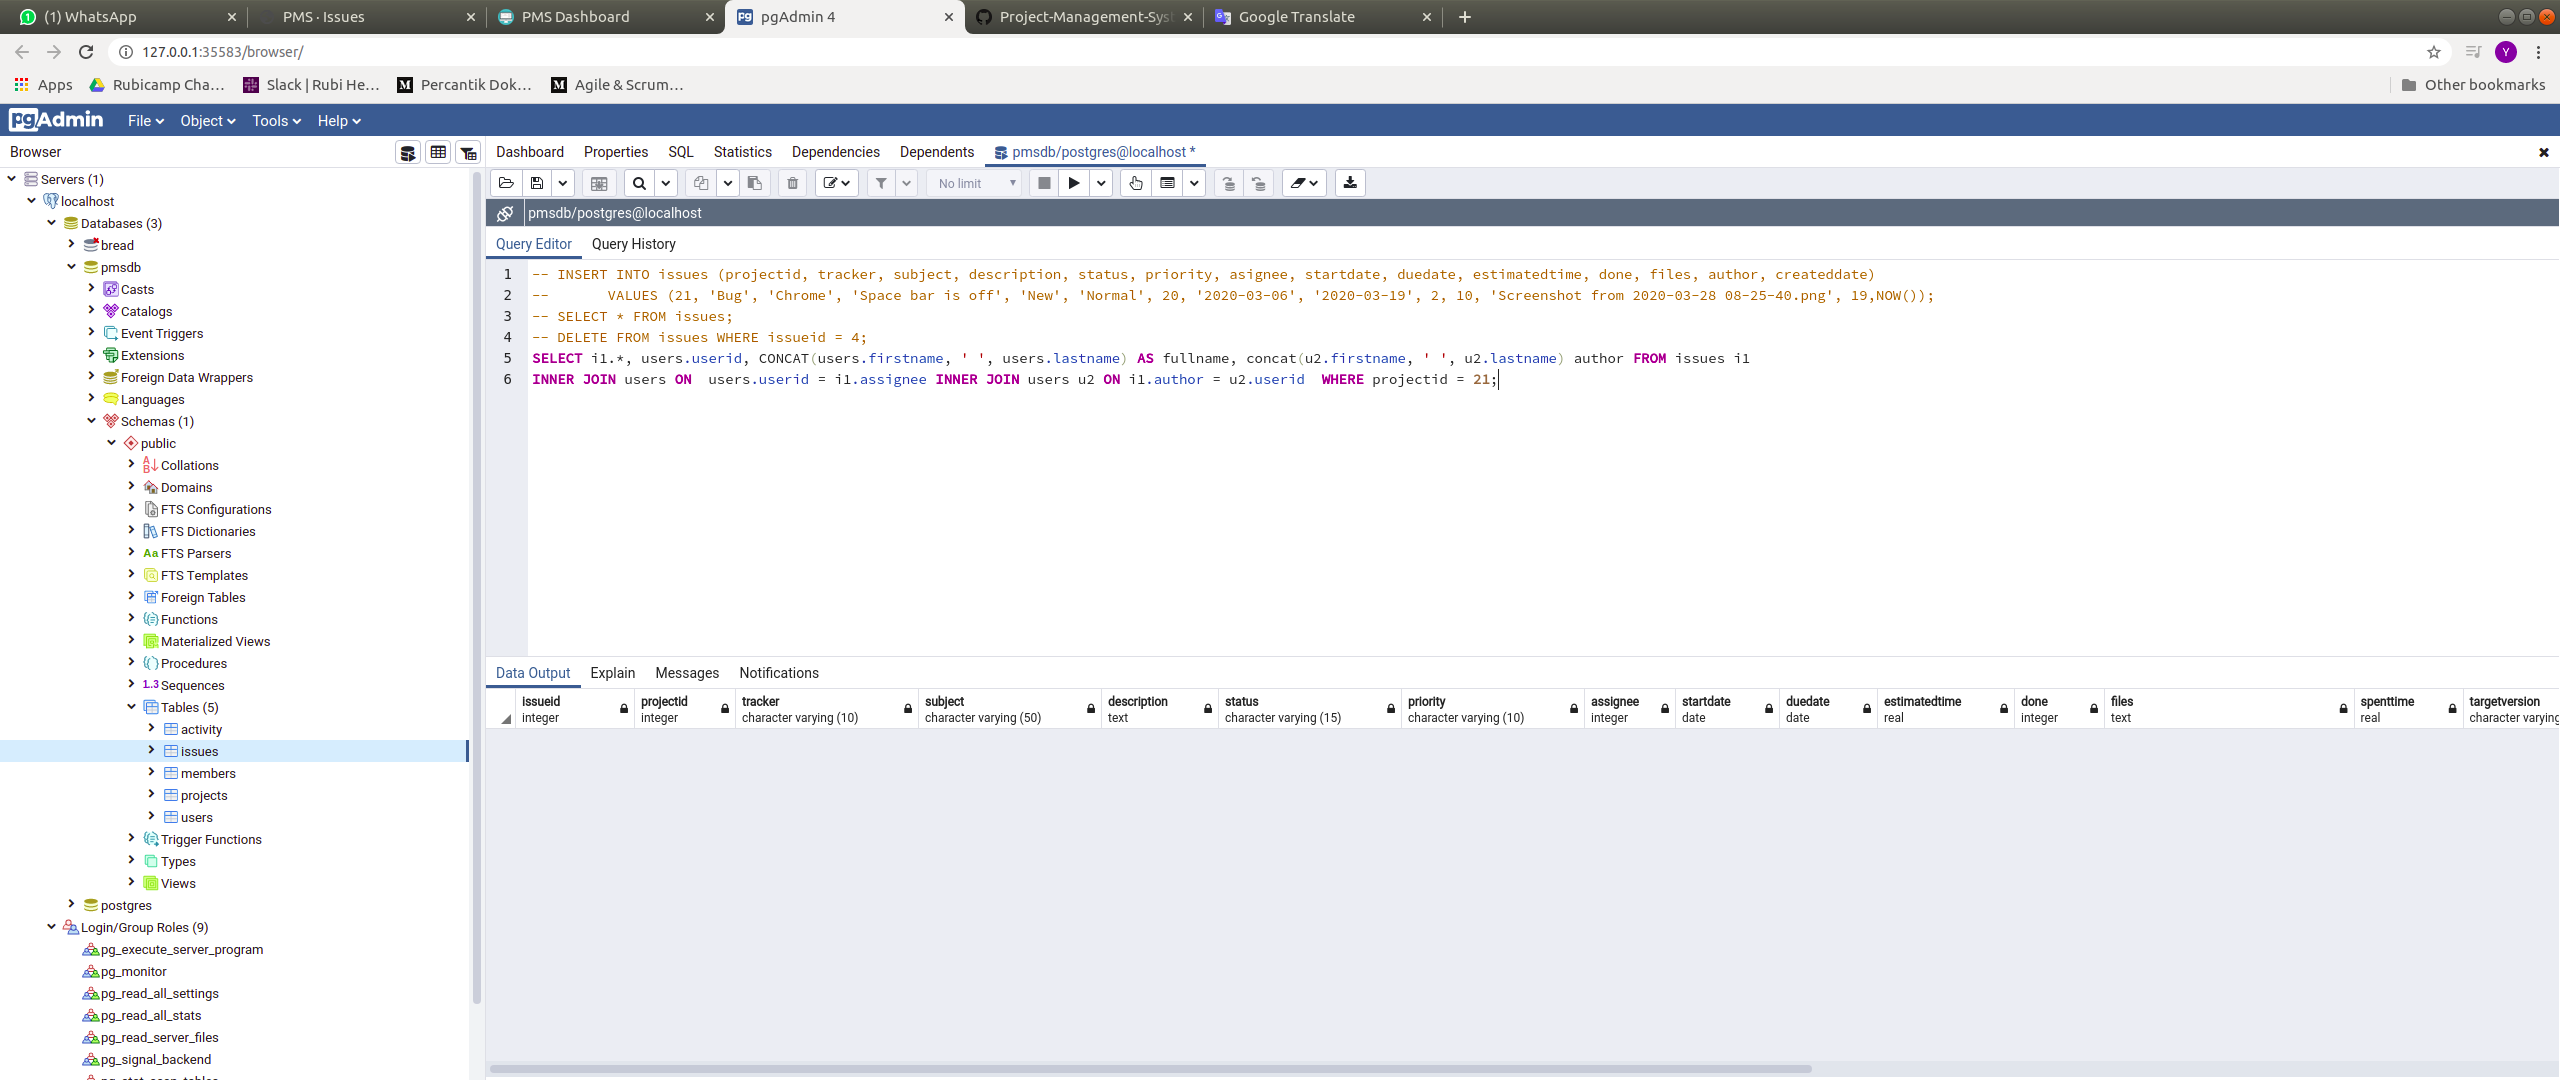 (1) WhatsApp
PMS · Issues
PMS Dashboard
pgAdmin 4
Project-Management-Syst
Google Translate
127.0.0.1:35583/browser/
Y
Apps
Rubicamp Cha…
Slack | Rubi He…
Percantik Dok…
Agile & Scrum…
Other bookmarks
pgAdmin
File
Object
Tools
Help
Browser
Servers (1)
localhost
Databases (3)
bread
pmsdb
Casts
Catalogs
Event Triggers
Extensions
Foreign Data Wrappers
Languages
Schemas (1)
public
Collations
Domains
FTS Configurations
FTS Dictionaries
Aa FTS Parsers
FTS Templates
Foreign Tables
Functions
Materialized Views
Procedures
1..3 Sequences
Tables (5)
activity
issues
members
projects
users
Trigger Functions
Types
Views
postgres
Login/Group Roles (9)
pg_execute_server_program
pg_monitor
pg_read_all_settings
pg_read_all_stats
pg_read_server_files
pg_signal_backend
Dashboard
Properties
SQL
Statistics
Dependencies
Dependents
pmsdb/postgres@localhost *
No limit
pmsdb/postgres@localhost
Query Editor
Query History
1 -- INSERT INTO issues (projectid, tracker, subject, description, status, priority, asignee, startdate, duedate, estimatedtime, done, files, author, createddate)
2 -- VALUES (21, 'Bug', 'Chrome', 'Space bar is off', 'New', 'Normal', 20, '2020-03-06', '2020-03-19', 2, 10, 'Screenshot from 2020-03-28 08-25-40.png', 19,NOW());
3 -- SELECT * FROM issues;
4 -- DELETE FROM issues WHERE issueid = 4;
5 SELECT i1.*, users.userid, CONCAT(users.firstname, ' ', users.lastname) AS fullname, concat(u2.firstname, ' ', u2.lastname) author FROM issues i1
6 INNER JOIN users ON  users.userid = i1.assignee INNER JOIN users u2 ON i1.author = u2.userid  WHERE projectid = 21;
Data Output
Explain
Messages
Notifications
issueid
integer
projectid
integer
tracker
character varying (10)
subject
character varying (50)
description
text
status
character varying (15)
priority
character varying (10)
assignee
integer
startdate
date
duedate
date
estimatedtime
real
done
integer
files
text
spenttime
real
targetversion
character varying